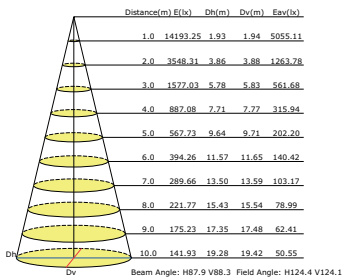 Distance(m) E(lx) Dh(m) Dv(m) Eav(lx)
1.0 14193.25 1.93 1.94 5055.11
2.0 3548.31 3.86 3.88 1263.78
3.0 1577.03 5.78 5.83 561.68
4.0 887.08 7.71 7.77 315.94
5.0 567.73 9.64 9.71 202.20
6.0 394.26 11.57 11.65 140.42
7.0 289.66 13.50 13.59 103.17
8.0 221.77 15.43 15.54 78.99
9.0 175.23 17.35 17.48 62.41
10.0 141.93 19.28 19.42 50.55
Dh
Dv
Beam Angle: H87.9 V88.3 Field Angle: H124.4 V124.1